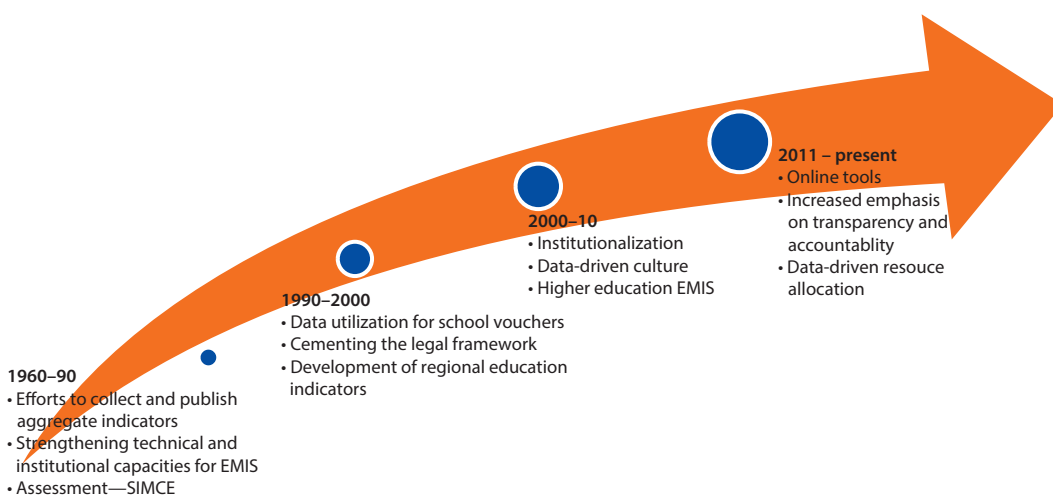 1960–90
• Efforts to collect and publish
aggregate indicators
• Strengthening technical and
institutional capacities for EMIS
• Assessment—SIMCE
1990–2000
• Data utilization for school vouchers
• Cementing the legal framework
• Development of regional education
indicators
2000–10
• Institutionalization
• Data-driven culture
• Higher education EMIS
2011 – present
• Online tools
• Increased emphasis
on transparency and
accountablity
• Data-driven resouce
allocation